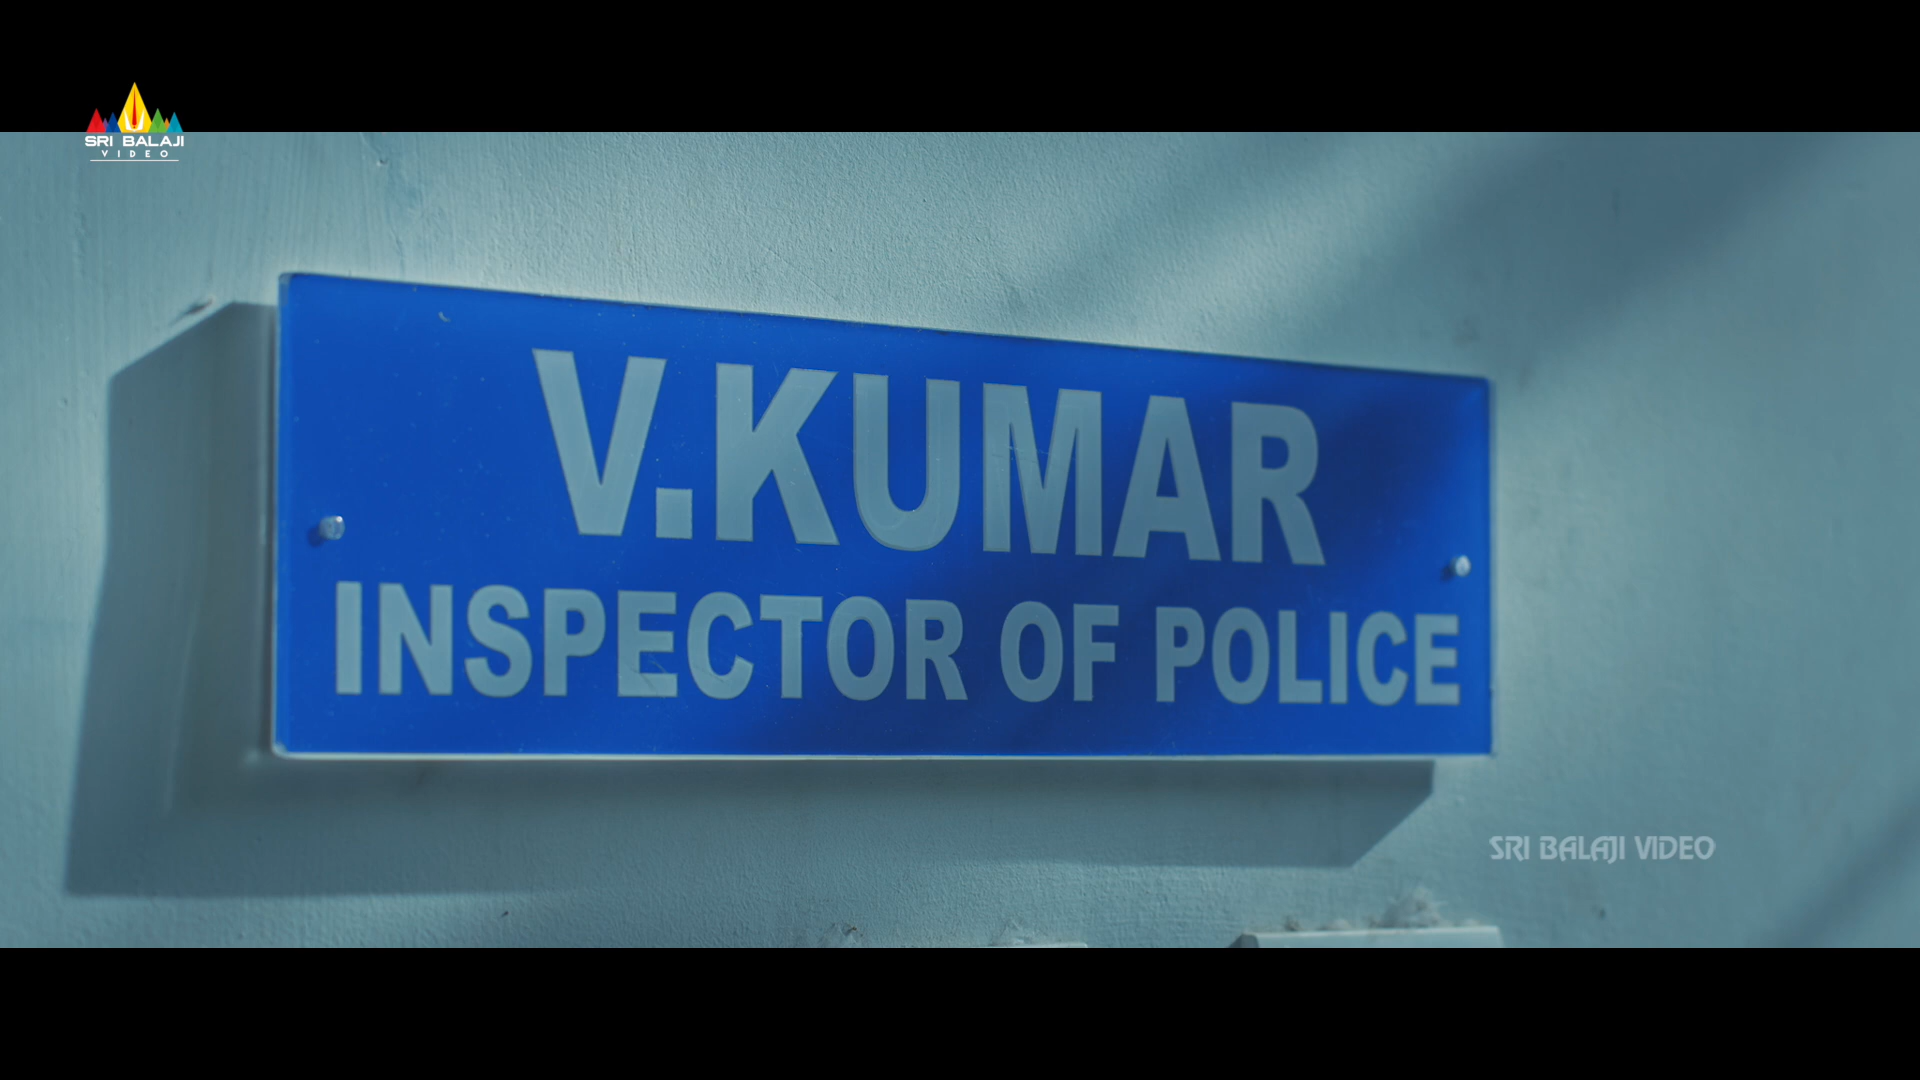 SRI BALAJI
VIDEO
V.KUMAR
INSPECTOR OF POLICE
SRI BALAJI VIDEO